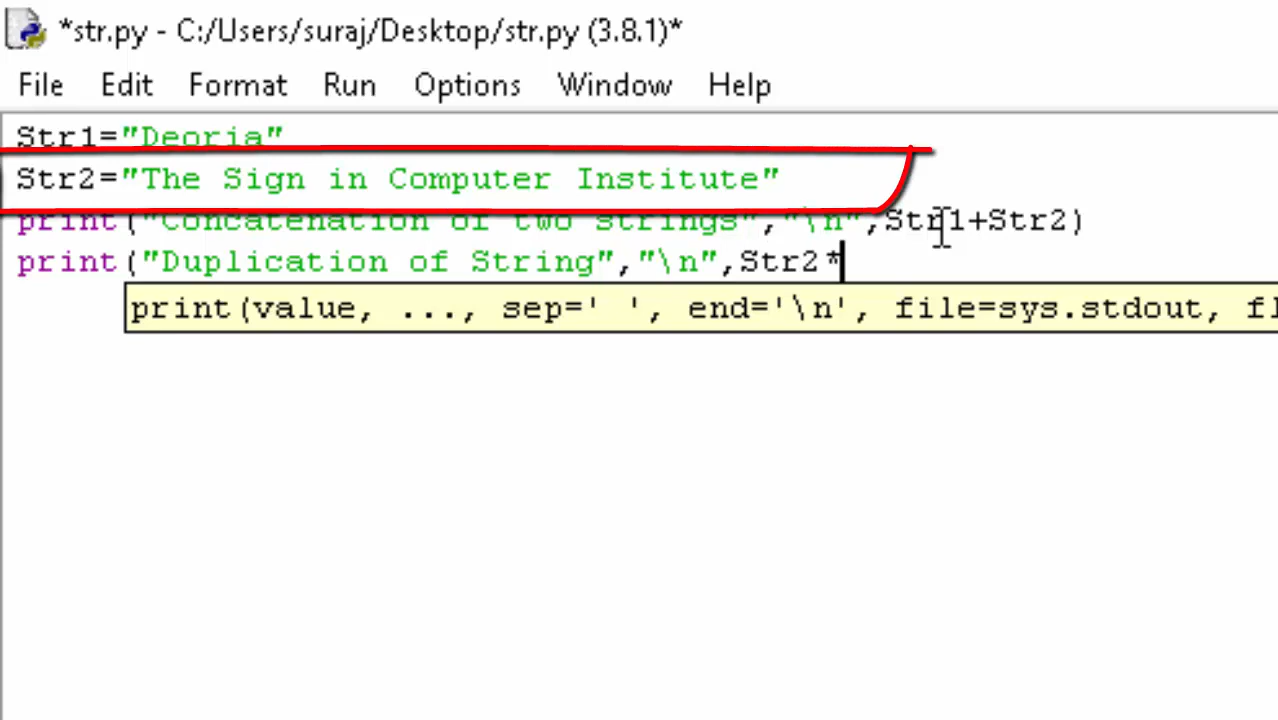 *str.py - C:/Users/suraj/Desktop/str.py (3.8.1)*
File Edit Format Run Options Window Help
Str1="Deoria"
Str2="The Sign in Computer Institute"
print("Concatenation of two strings","\n",Str1+Str2)
print("Duplication of String","\n",Str2*
print(value, ..., sep=' ', end='\n', file=sys.stdout, fl